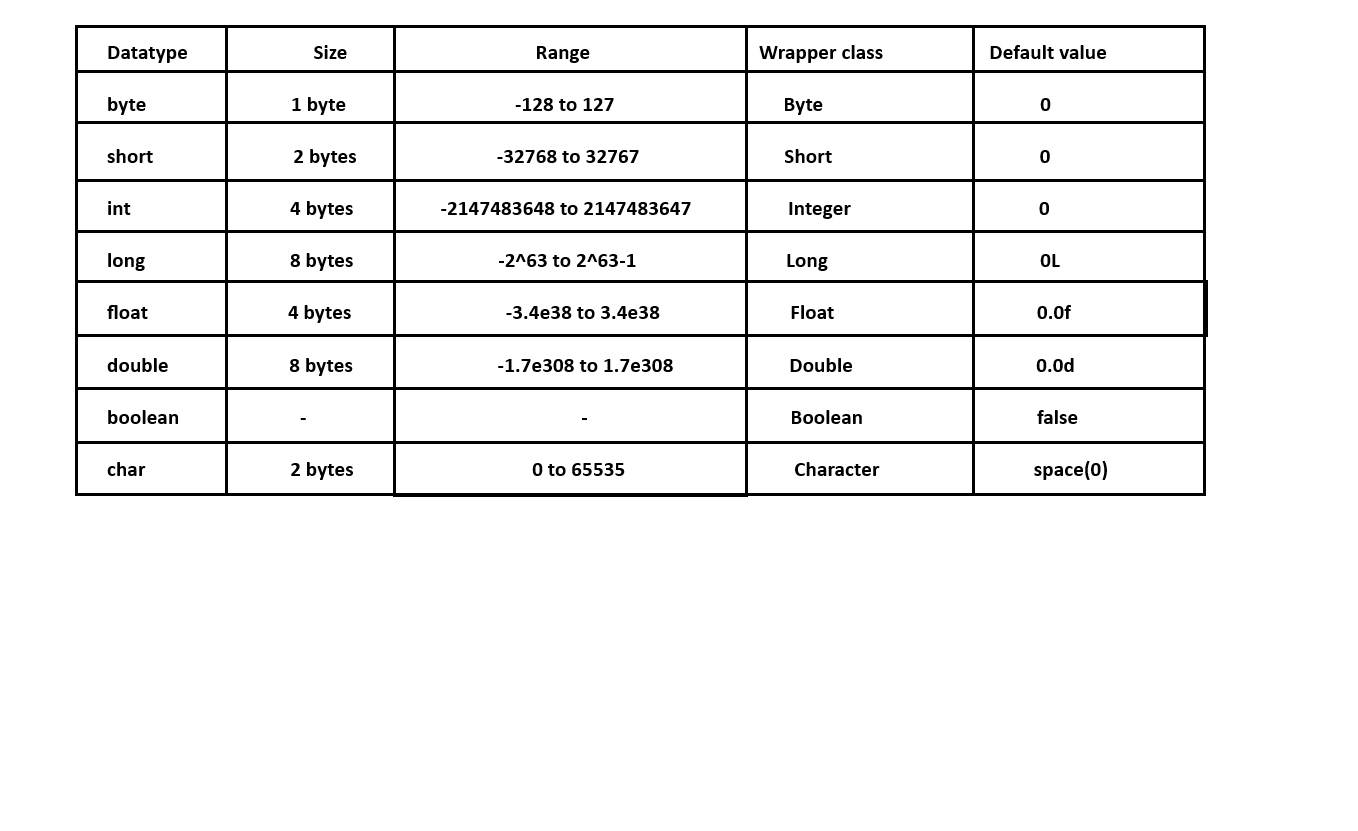 Datatype Size Range Wrapper class Default value
byte 1 byte -128 to 127 Byte 0
short 2 bytes -32768 to 32767 Short 0
int 4 bytes -2147483648 to 2147483647 Integer 0
long 8 bytes -2^63 to 2^63-1 Long 0L
float 4 bytes -3.4e38 to 3.4e38 Float 0.0f
double 8 bytes -1.7e308 to 1.7e308 Double 0.0d
boolean - - Boolean false
char 2 bytes 0 to 65535 Character space(0)